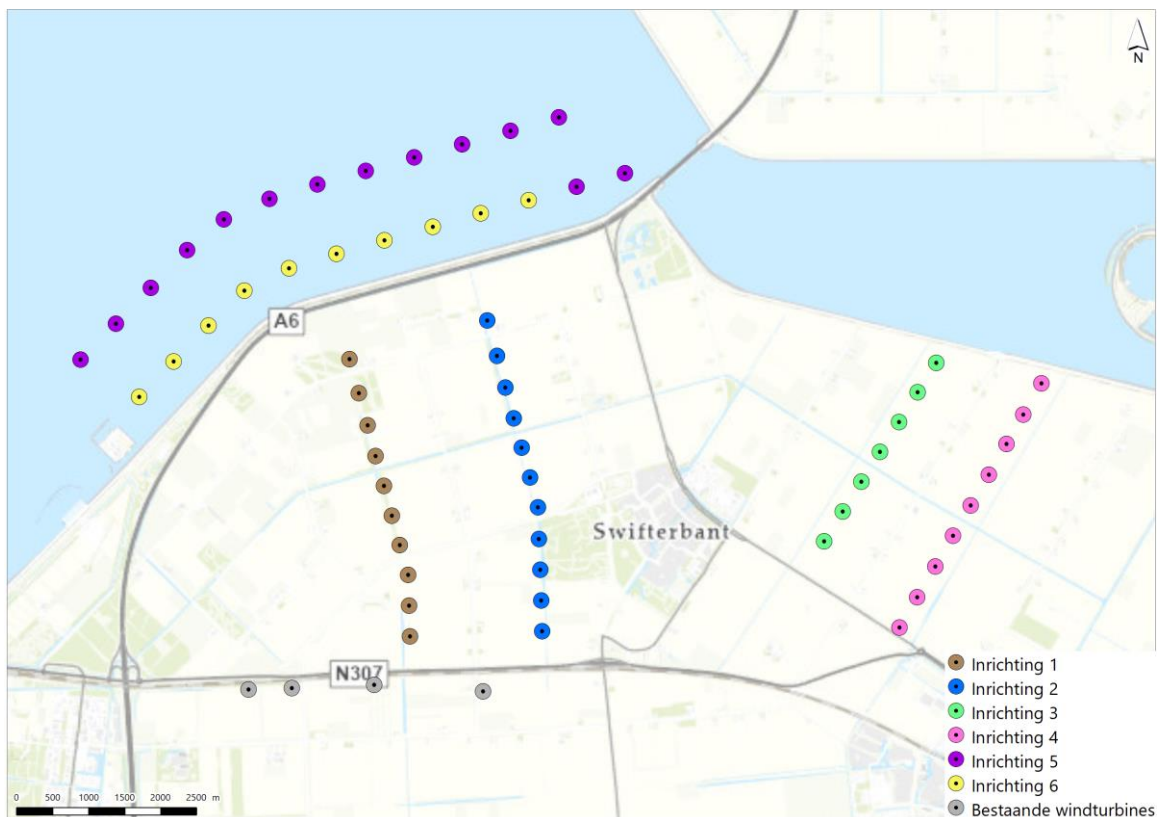 N
A6
Swifterbant
N307
Inrichting 1
Inrichting 2
Inrichting 3
Inrichting 4
Inrichting 5
Inrichting 6
Bestaande windturbines
0 500 1000 1500 2000 2500 m